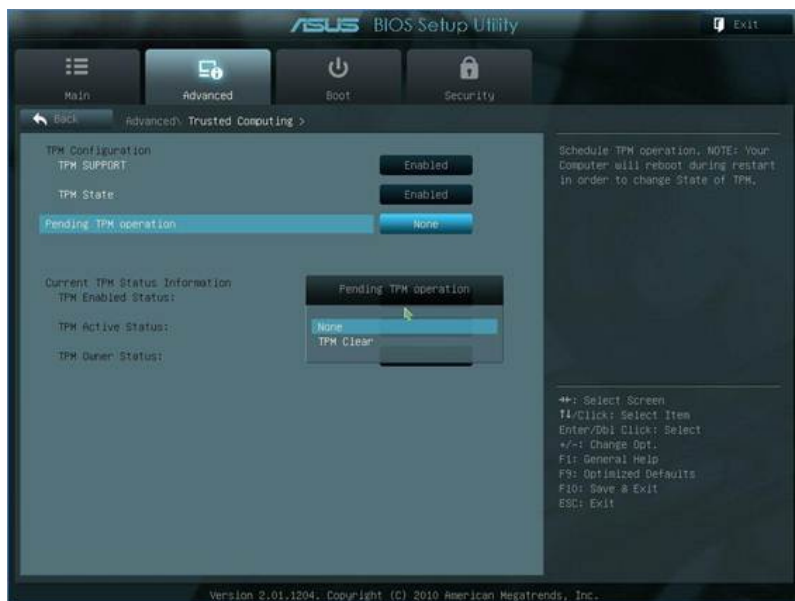 ASUS BIOS Setup Utility
Exit
Main
Advanced
Boot
Security
Back
Advanced\ Trusted Computing >
TPM Configuration
TPM SUPPORT
Enabled
TPM State
Enabled
Pending TPM operation
None
Schedule TPM operation. NOTE: Your
Computer will reboot during restart
in order to change State of TPM.
Current TPM Status Information
TPM Enabled Status:
TPM Active Status:
TPM Owner Status:
Pending TPM operation
None
TPM Clear
→←: Select Screen
↑↓/Click: Select Item
Enter/Dbl Click: Select
+/-: Change Opt.
F1: General Help
F9: Optimized Defaults
F10: Save & Exit
ESC: Exit
Version 2.01.1204. Copyright (C) 2010 American Megatrends, Inc.